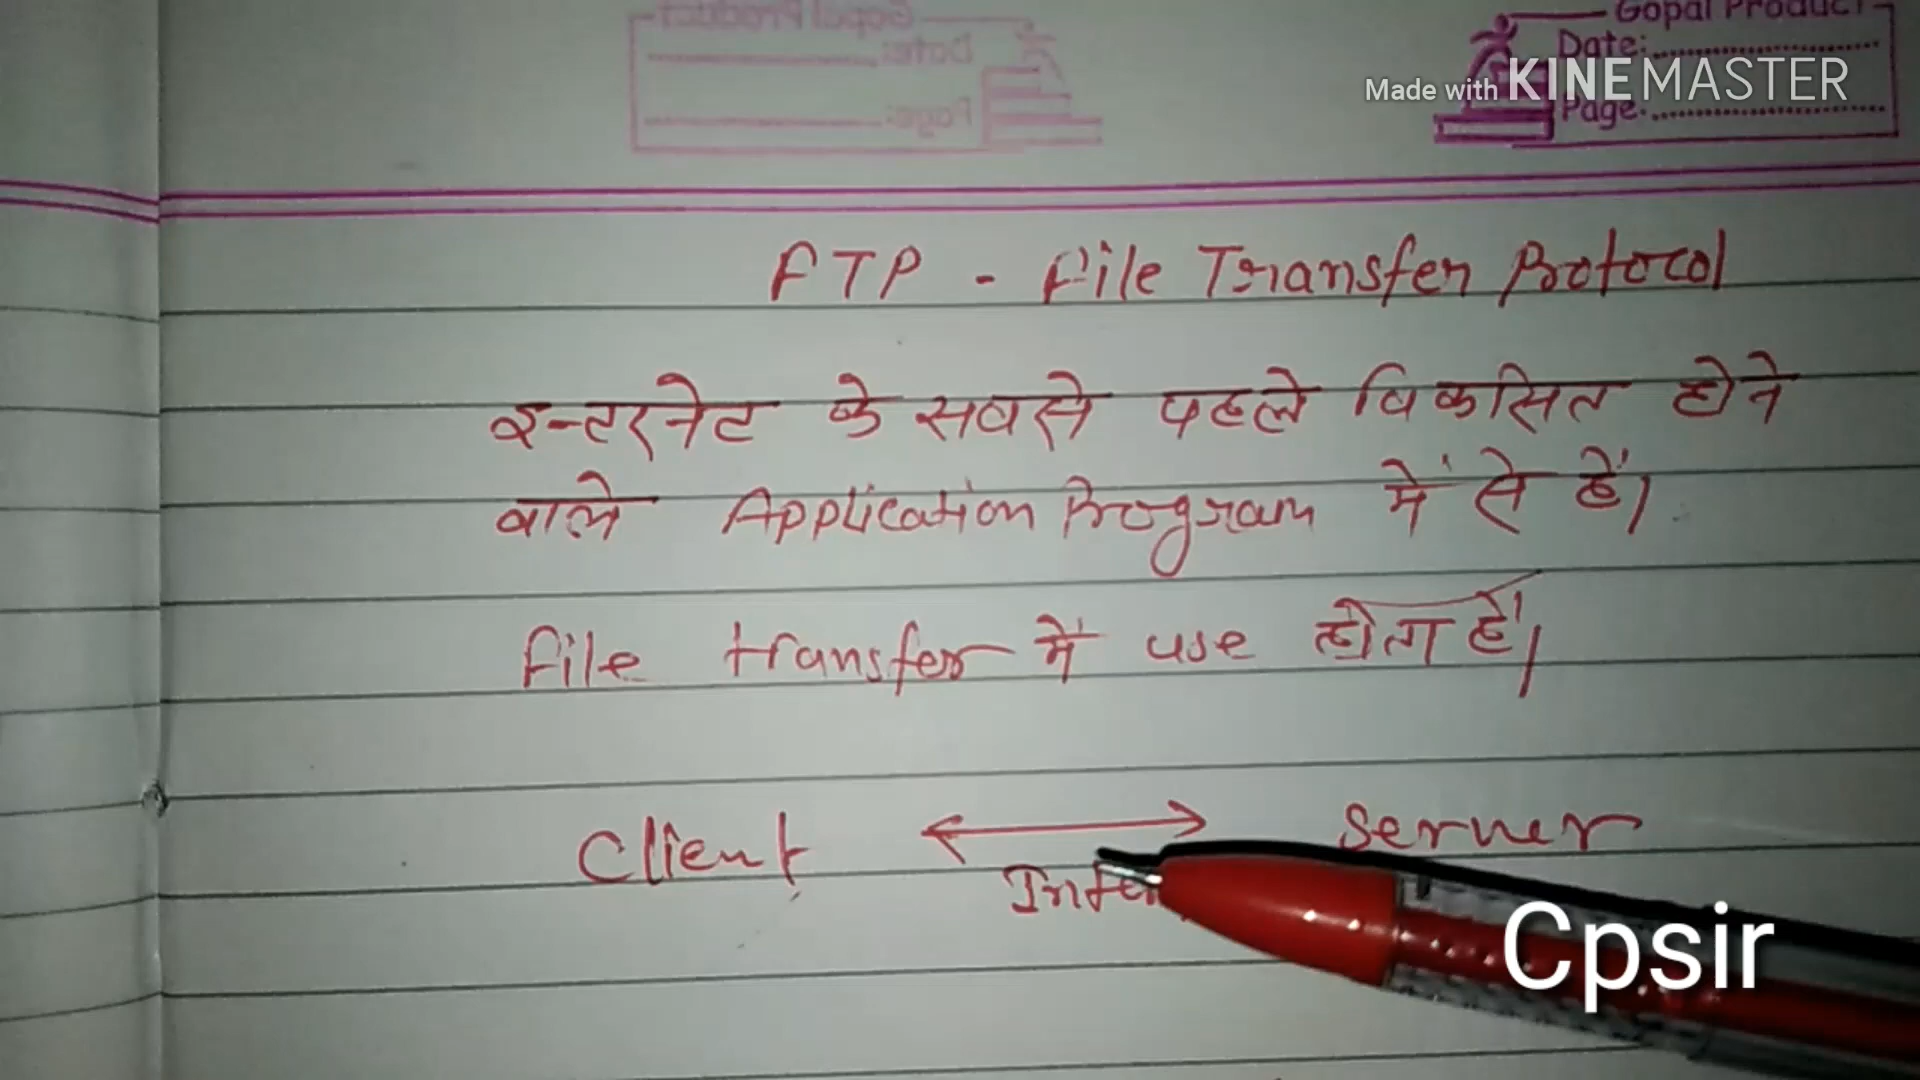 Gopal Product
Date:
Page:
Made with KINEMASTER
FTP - File Transfer Protocol
इन्टरनेट के सबसे पहले विकसित होने
वाले Application Program में से हैं।
File transfer में use होता हैं।
Client ⟷ Server
Cpsir